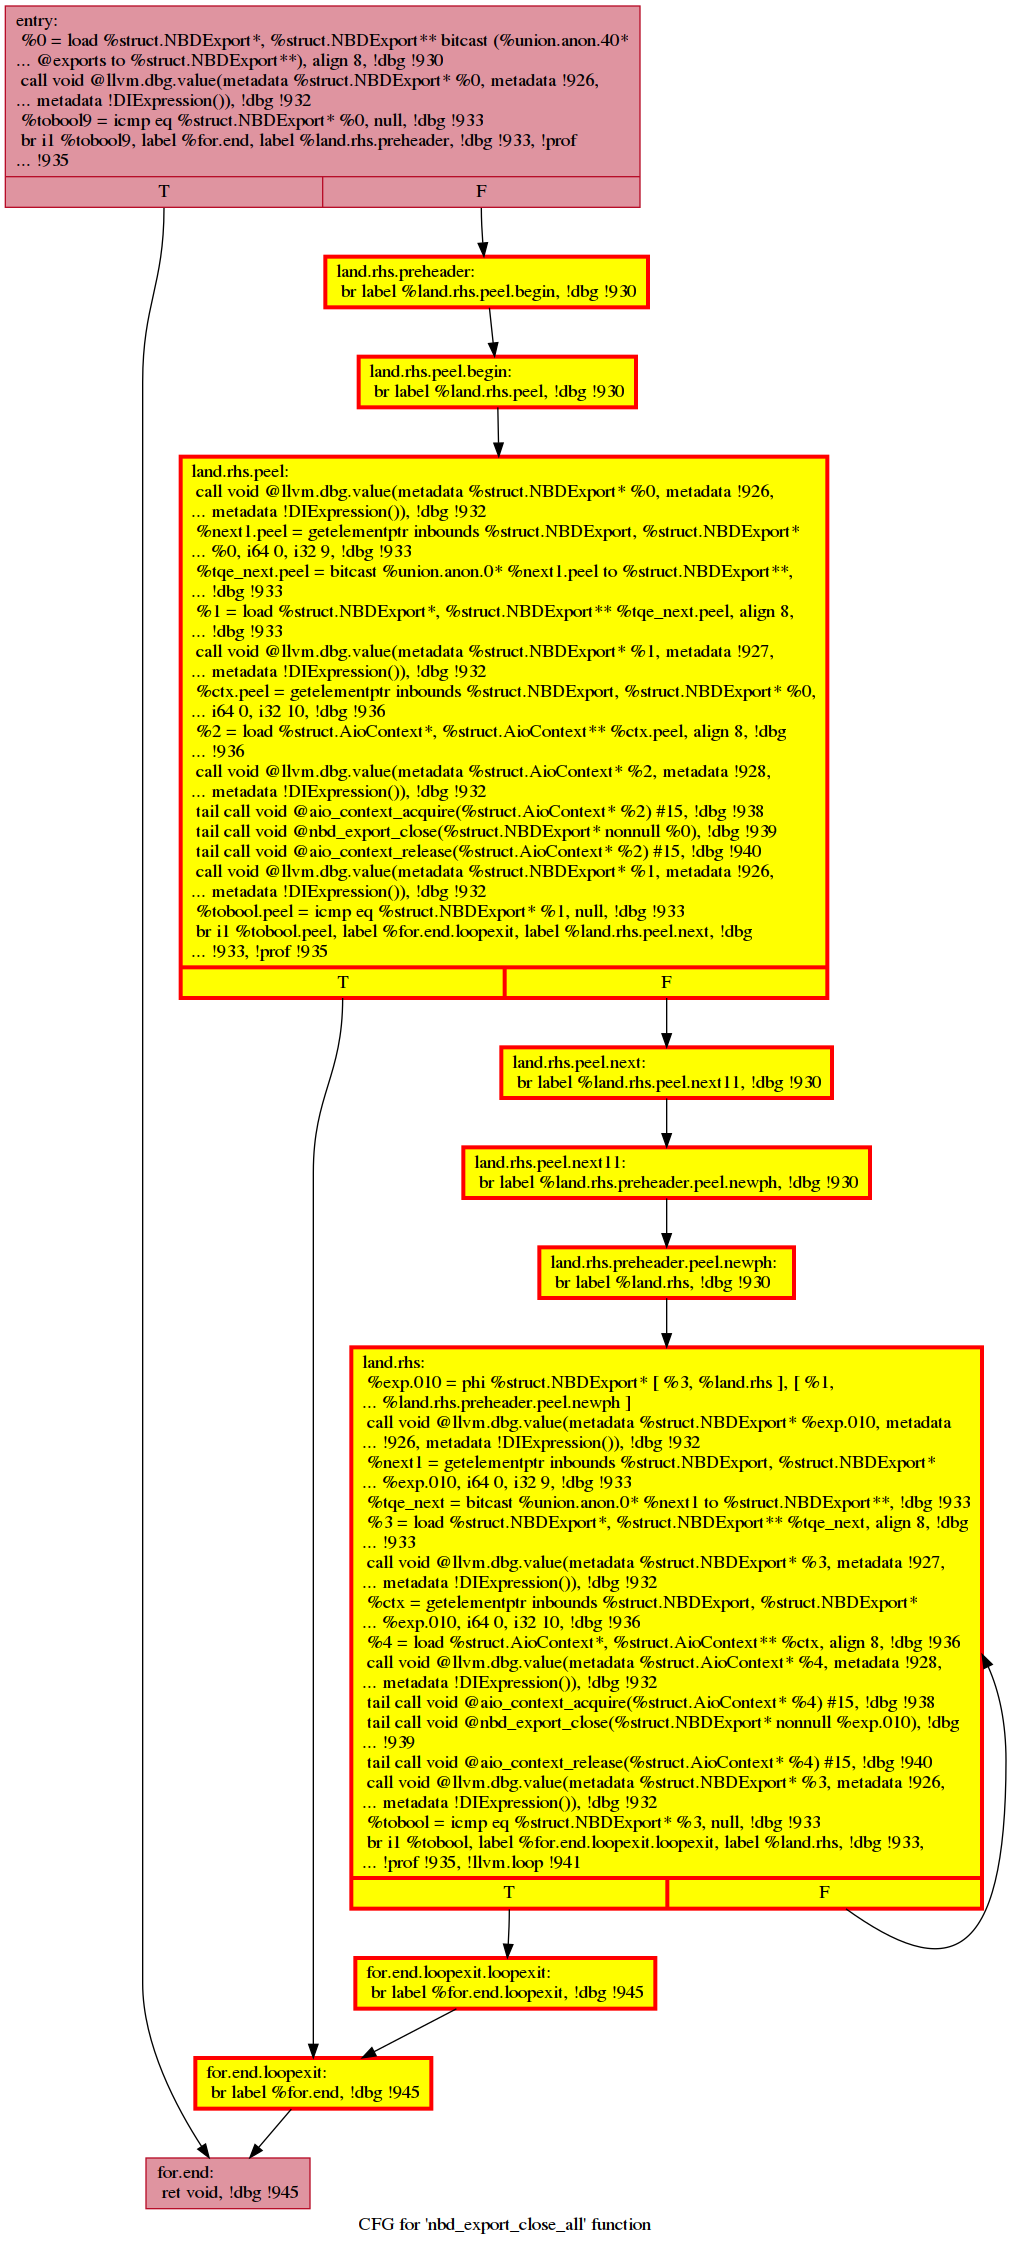 entry:
%0 = load %struct.NBDExport*, %struct.NBDExport** bitcast (%union.anon.40*
... @exports to %struct.NBDExport**), align 8, !dbg !930
call void @llvm.dbg.value(metadata %struct.NBDExport* %0, metadata !926,
... metadata !DIExpression()), !dbg !932
%tobool9 = icmp eq %struct.NBDExport* %0, null, !dbg !933
br i1 %tobool9, label %for.end, label %land.rhs.preheader, !dbg !933, !prof
... !935
T F
land.rhs.preheader:
br label %land.rhs.peel.begin, !dbg !930
land.rhs.peel.begin:
br label %land.rhs.peel, !dbg !930
land.rhs.peel:
call void @llvm.dbg.value(metadata %struct.NBDExport* %0, metadata !926,
... metadata !DIExpression()), !dbg !932
%next1.peel = getelementptr inbounds %struct.NBDExport, %struct.NBDExport*
... %0, i64 0, i32 9, !dbg !933
%tqe_next.peel = bitcast %union.anon.0* %next1.peel to %struct.NBDExport**,
... !dbg !933
%1 = load %struct.NBDExport*, %struct.NBDExport** %tqe_next.peel, align 8,
... !dbg !933
call void @llvm.dbg.value(metadata %struct.NBDExport* %1, metadata !927,
... metadata !DIExpression()), !dbg !932
%ctx.peel = getelementptr inbounds %struct.NBDExport, %struct.NBDExport* %0,
... i64 0, i32 10, !dbg !936
%2 = load %struct.AioContext*, %struct.AioContext** %ctx.peel, align 8, !dbg
... !936
call void @llvm.dbg.value(metadata %struct.AioContext* %2, metadata !928,
... metadata !DIExpression()), !dbg !932
tail call void @aio_context_acquire(%struct.AioContext* %2) #15, !dbg !938
tail call void @nbd_export_close(%struct.NBDExport* nonnull %0), !dbg !939
tail call void @aio_context_release(%struct.AioContext* %2) #15, !dbg !940
call void @llvm.dbg.value(metadata %struct.NBDExport* %1, metadata !926,
... metadata !DIExpression()), !dbg !932
%tobool.peel = icmp eq %struct.NBDExport* %1, null, !dbg !933
br i1 %tobool.peel, label %for.end.loopexit, label %land.rhs.peel.next, !dbg
... !933, !prof !935
T F
land.rhs.peel.next:
br label %land.rhs.peel.next11, !dbg !930
land.rhs.peel.next11:
br label %land.rhs.preheader.peel.newph, !dbg !930
land.rhs.preheader.peel.newph:
br label %land.rhs, !dbg !930
land.rhs:
%exp.010 = phi %struct.NBDExport* [ %3, %land.rhs ], [ %1,
... %land.rhs.preheader.peel.newph ]
call void @llvm.dbg.value(metadata %struct.NBDExport* %exp.010, metadata
... !926, metadata !DIExpression()), !dbg !932
%next1 = getelementptr inbounds %struct.NBDExport, %struct.NBDExport*
... %exp.010, i64 0, i32 9, !dbg !933
%tqe_next = bitcast %union.anon.0* %next1 to %struct.NBDExport**, !dbg !933
%3 = load %struct.NBDExport*, %struct.NBDExport** %tqe_next, align 8, !dbg
... !933
call void @llvm.dbg.value(metadata %struct.NBDExport* %3, metadata !927,
... metadata !DIExpression()), !dbg !932
%ctx = getelementptr inbounds %struct.NBDExport, %struct.NBDExport*
... %exp.010, i64 0, i32 10, !dbg !936
%4 = load %struct.AioContext*, %struct.AioContext** %ctx, align 8, !dbg !936
call void @llvm.dbg.value(metadata %struct.AioContext* %4, metadata !928,
... metadata !DIExpression()), !dbg !932
tail call void @aio_context_acquire(%struct.AioContext* %4) #15, !dbg !938
tail call void @nbd_export_close(%struct.NBDExport* nonnull %exp.010), !dbg
... !939
tail call void @aio_context_release(%struct.AioContext* %4) #15, !dbg !940
call void @llvm.dbg.value(metadata %struct.NBDExport* %3, metadata !926,
... metadata !DIExpression()), !dbg !932
%tobool = icmp eq %struct.NBDExport* %3, null, !dbg !933
br i1 %tobool, label %for.end.loopexit.loopexit, label %land.rhs, !dbg !933,
... !prof !935, !llvm.loop !941
T F
for.end.loopexit.loopexit:
br label %for.end.loopexit, !dbg !945
for.end.loopexit:
br label %for.end, !dbg !945
for.end:
ret void, !dbg !945
CFG for 'nbd_export_close_all' function